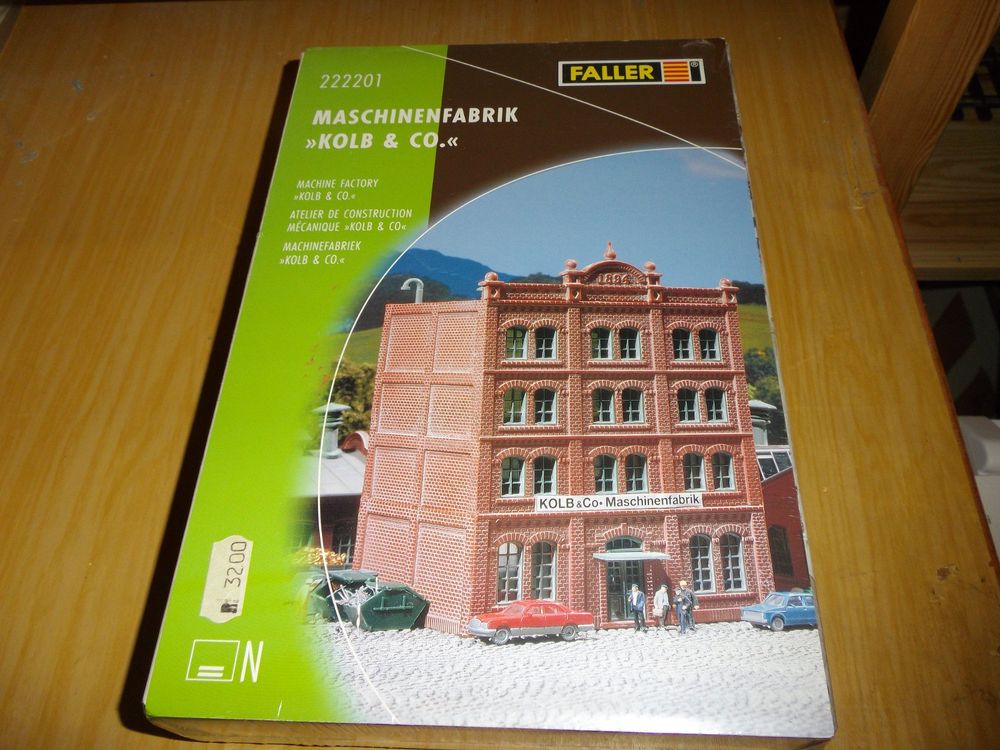 222201
FALLER ®
MASCHINENFABRIK
»KOLB & CO.«
MACHINE FACTORY
»KOLB & CO.«
ATELIER DE CONSTRUCTION
MÉCANIQUE »KOLB & CO«
MACHINEFABRIEK
»KOLB & CO.«
1894
KOLB & Co• Maschinenfabrik
3200
N